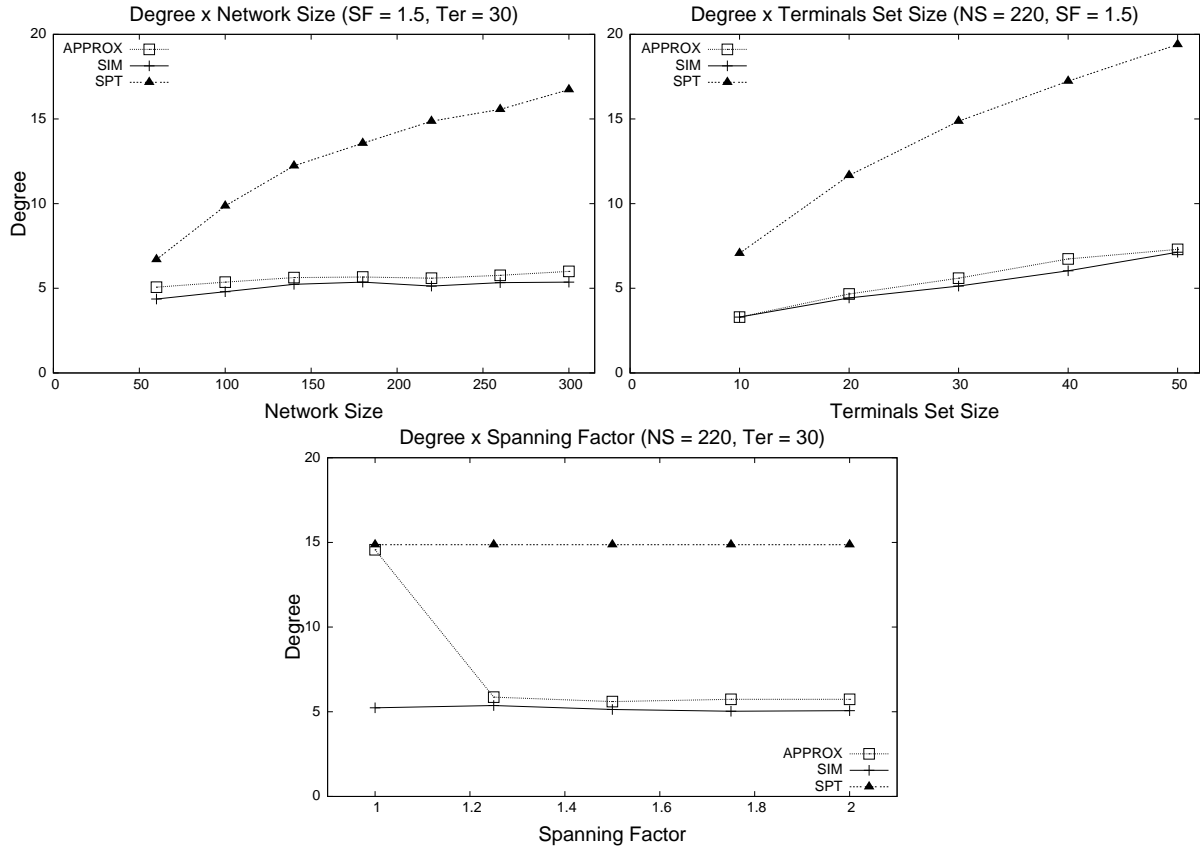 Degree x Network Size (SF = 1.5, Ter = 30)
20
15
10
5
0
Degree
APPROX
SIM
SPT
0 50 100 150 200 250 300
Network Size
Degree x Terminals Set Size (NS = 220, SF = 1.5)
20
15
10
5
0
APPROX
SIM
SPT
0 10 20 30 40 50
Terminals Set Size
Degree x Spanning Factor (NS = 220, Ter = 30)
20
15
10
5
0
Degree
APPROX
SIM
SPT
1 1.2 1.4 1.6 1.8 2
Spanning Factor